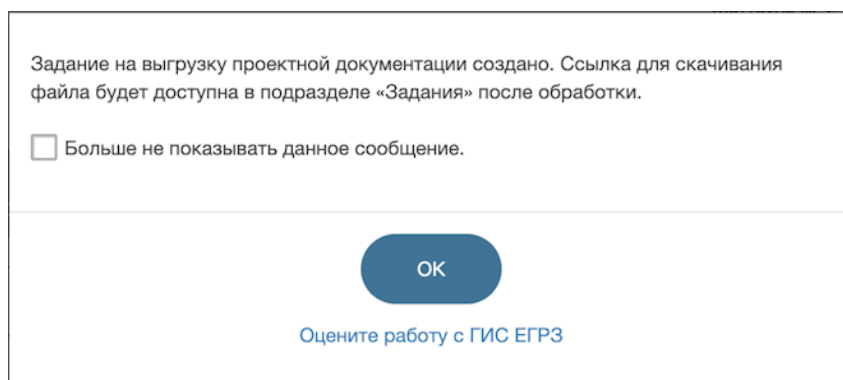 Задание на выгрузку проектной документации создано. Ссылка для скачивания
файла будет доступна в подразделе «Задания» после обработки.
Больше не показывать данное сообщение.
ОК
Оцените работу с ГИС ЕГРЗ